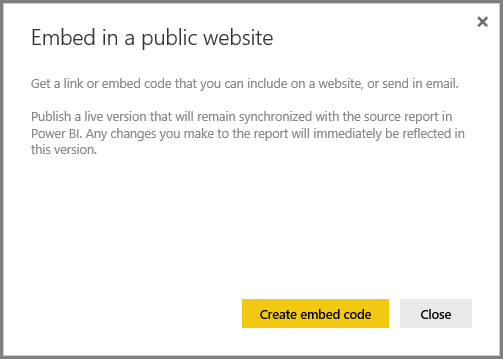 Embed in a public website
Get a link or embed code that you can include on a website, or send in email.
Publish a live version that will remain synchronized with the source report in
Power BI. Any changes you make to the report will immediately be reflected in
this version.
Create embed code
Close